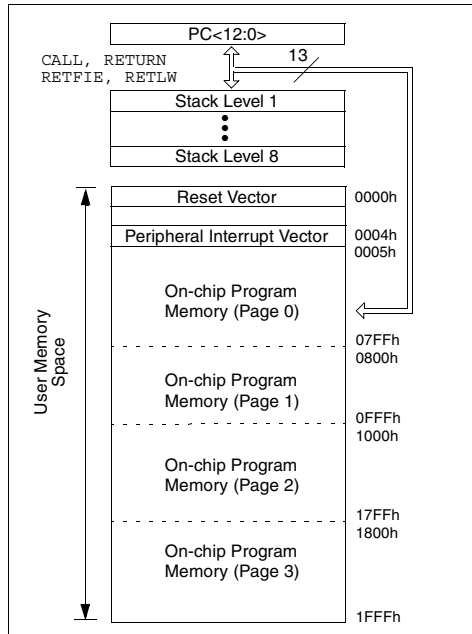 PC<12:0>
CALL, RETURN
RETFIE, RETLW
13
Stack Level 1
Stack Level 8
Reset Vector
0000h
Peripheral Interrupt Vector
0004h
0005h
On-chip Program
Memory (Page 0)
07FFh
0800h
User Memory
Space
On-chip Program
Memory (Page 1)
0FFFh
1000h
On-chip Program
Memory (Page 2)
17FFh
1800h
On-chip Program
Memory (Page 3)
1FFFh